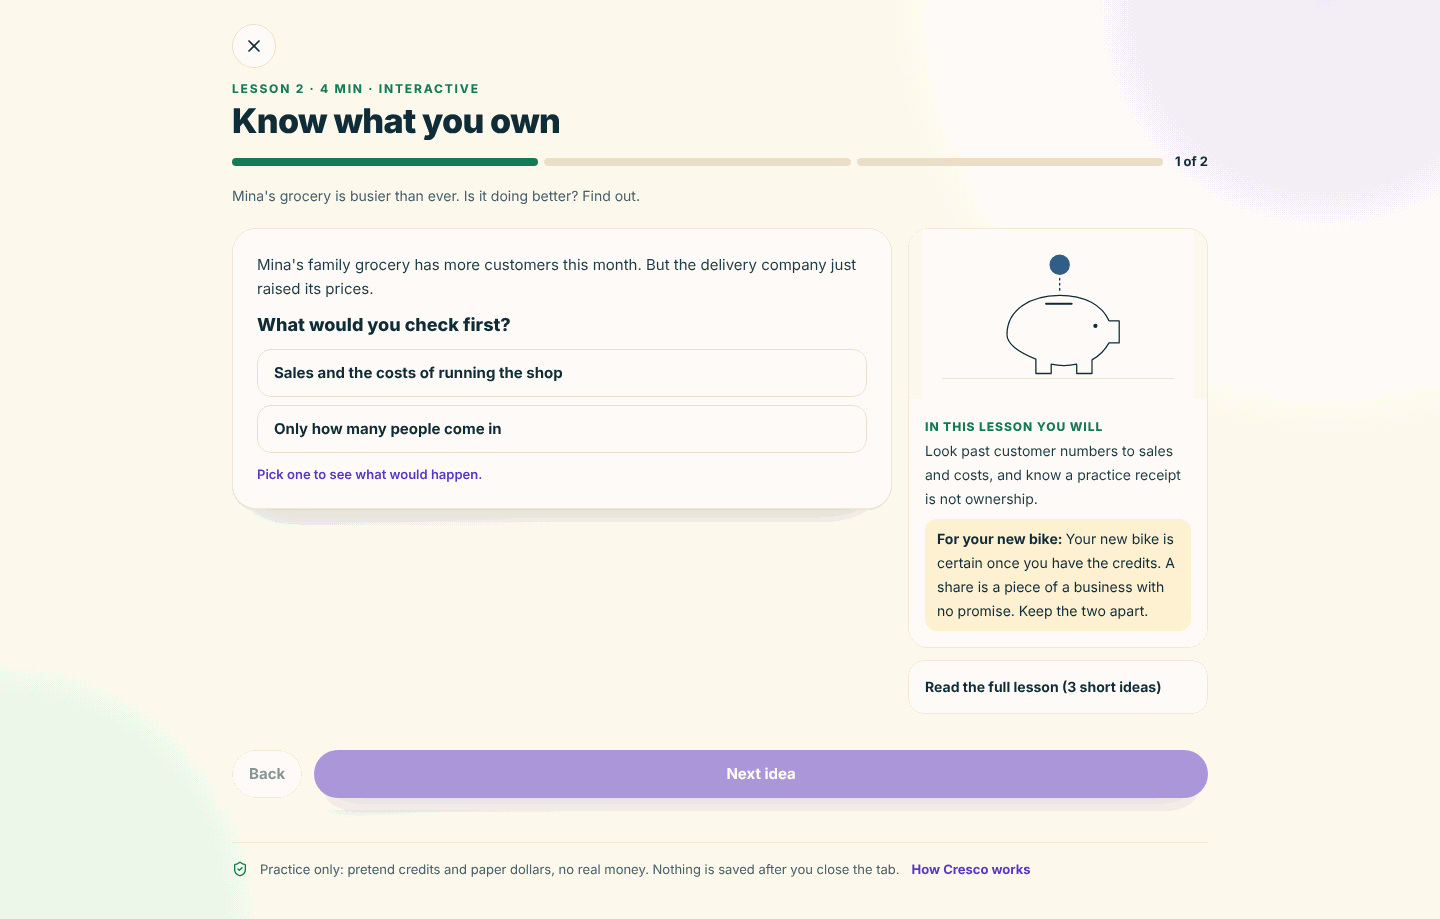 LESSON 2 · 4 MIN · INTERACTIVE
Know what you own
1 of 2
Mina's grocery is busier than ever. Is it doing better? Find out.
Mina's family grocery has more customers this month. But the delivery company just
raised its prices.
What would you check first?
Sales and the costs of running the shop
Only how many people come in
Pick one to see what would happen.
IN THIS LESSON YOU WILL
Look past customer numbers to sales
and costs, and know a practice receipt
is not ownership.
For your new bike: Your new bike is
certain once you have the credits. A
share is a piece of a business with
no promise. Keep the two apart.
Read the full lesson (3 short ideas)
Back
Next idea
Practice only: pretend credits and paper dollars, no real money. Nothing is saved after you close the tab. How Cresco works